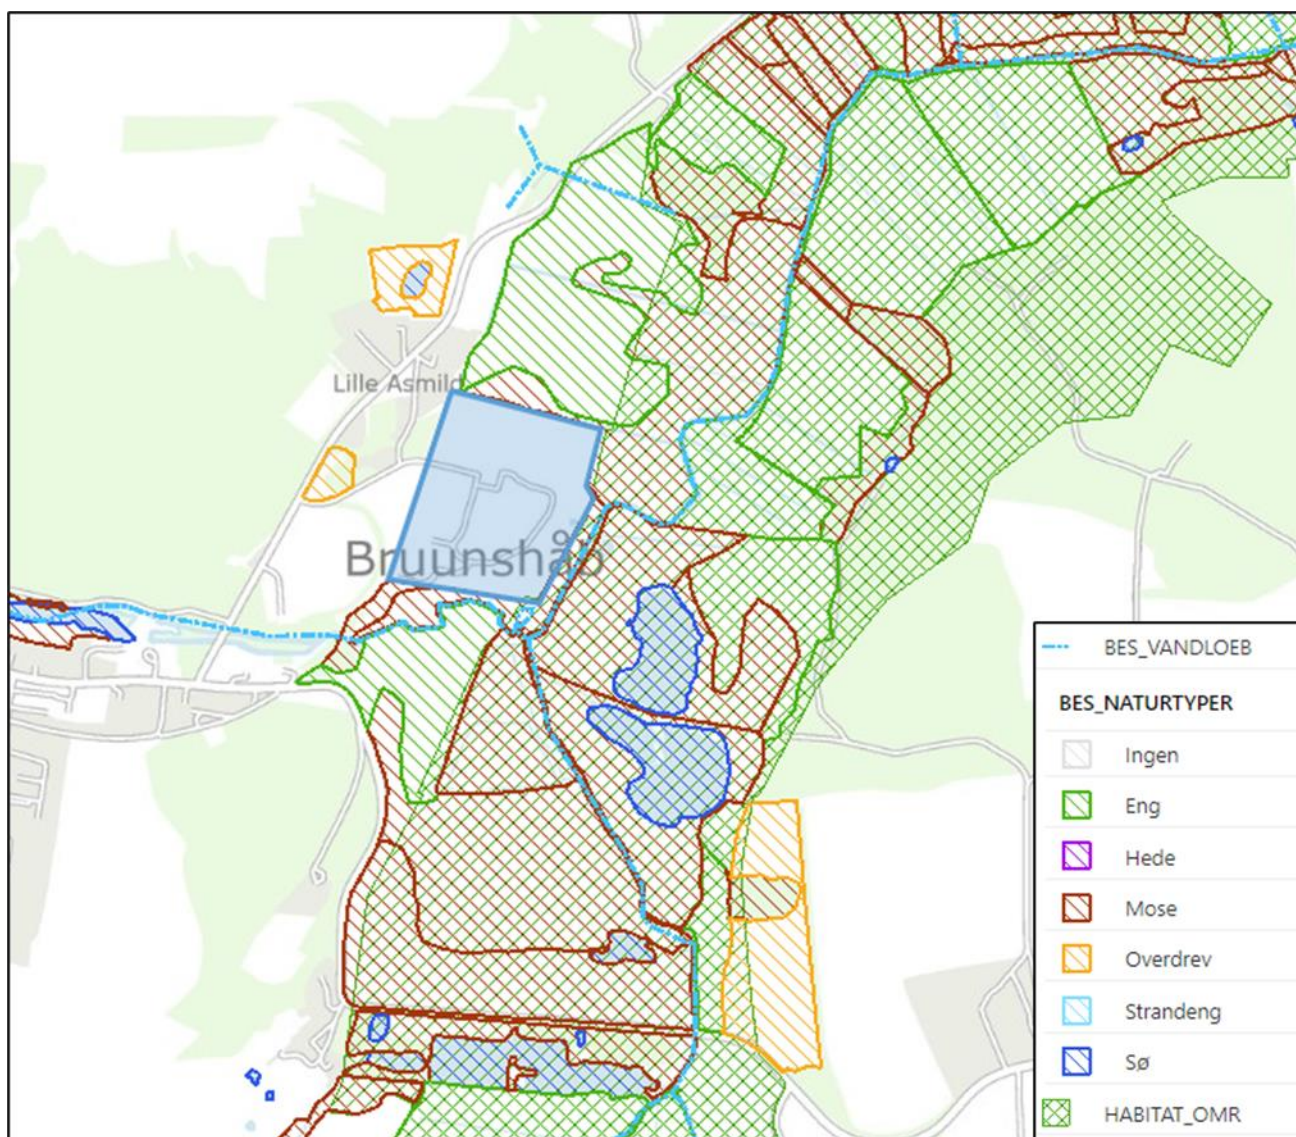 Lille Asmild
Bruunshåb
BES_VANDLOEB
BES_NATURTYPER
Ingen
Eng
Hede
Mose
Overdrev
Strandeng
Sø
HABITAT_OMR